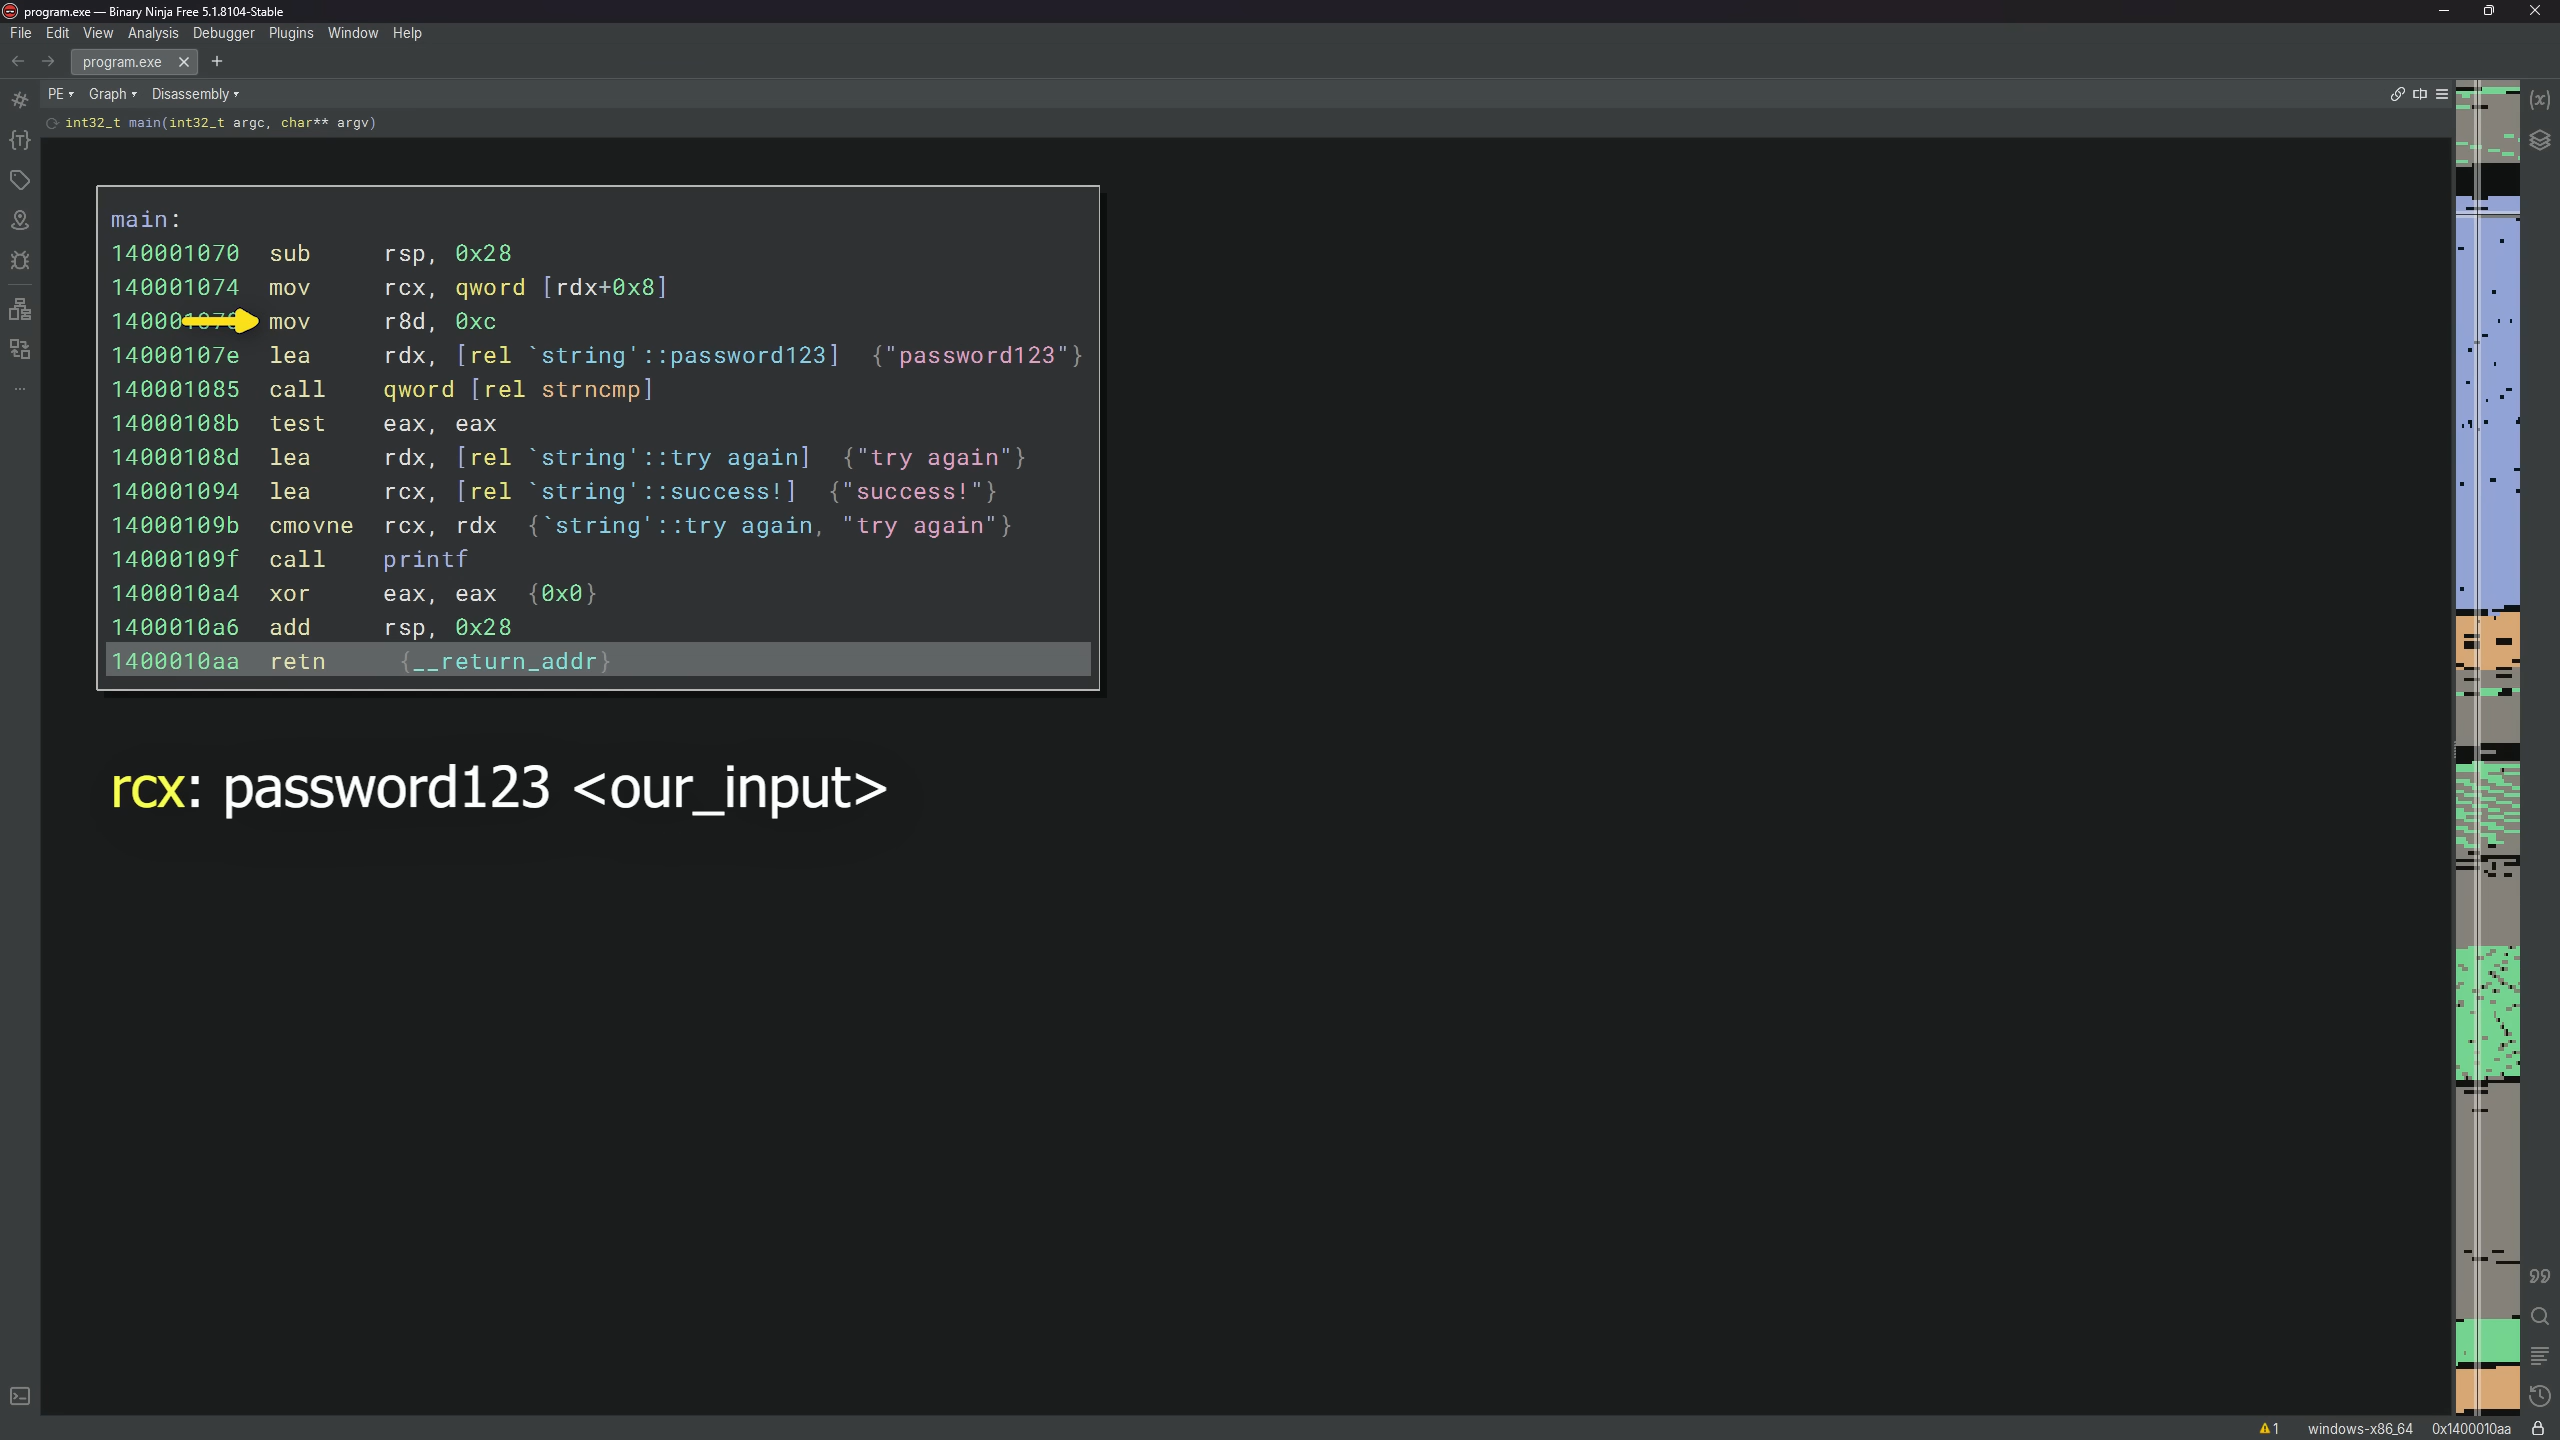 program.exe — Binary Ninja Free 5.1.8104-Stable
File Edit View Analysis Debugger Plugins Window Help
program.exe
PE Graph Disassembly
int32_t main(int32_t argc, char** argv)
main:
140001070 sub rsp, 0x28
140001074 mov rcx, qword [rdx+0x8]
mov r8d, 0xc
14000107e lea rdx, [rel `string'::password123] {"password123"}
140001085 call qword [rel strncmp]
14000108b test eax, eax
14000108d lea rdx, [rel `string'::try again] {"try again"}
140001094 lea rcx, [rel `string'::success!] {"success!"}
14000109b cmovne rcx, rdx {`string'::try again, "try again"}
14000109f call printf
1400010a4 xor eax, eax {0x0}
1400010a6 add rsp, 0x28
1400010aa retn {__return_addr}
rcx: password123 <our_input>
1 windows-x86_64 0x1400010aa